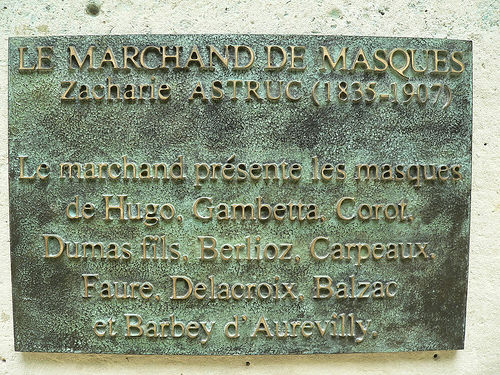 LE MARCHAND DE MASQUES
Zacharie ASTRUC (1835-1907)
Le marchand présente les masques
de Hugo, Gambetta, Corot,
Dumas fils, Berlioz, Carpeaux,
Faure, Delacroix, Balzac
et Barbey d'Aurevilly.